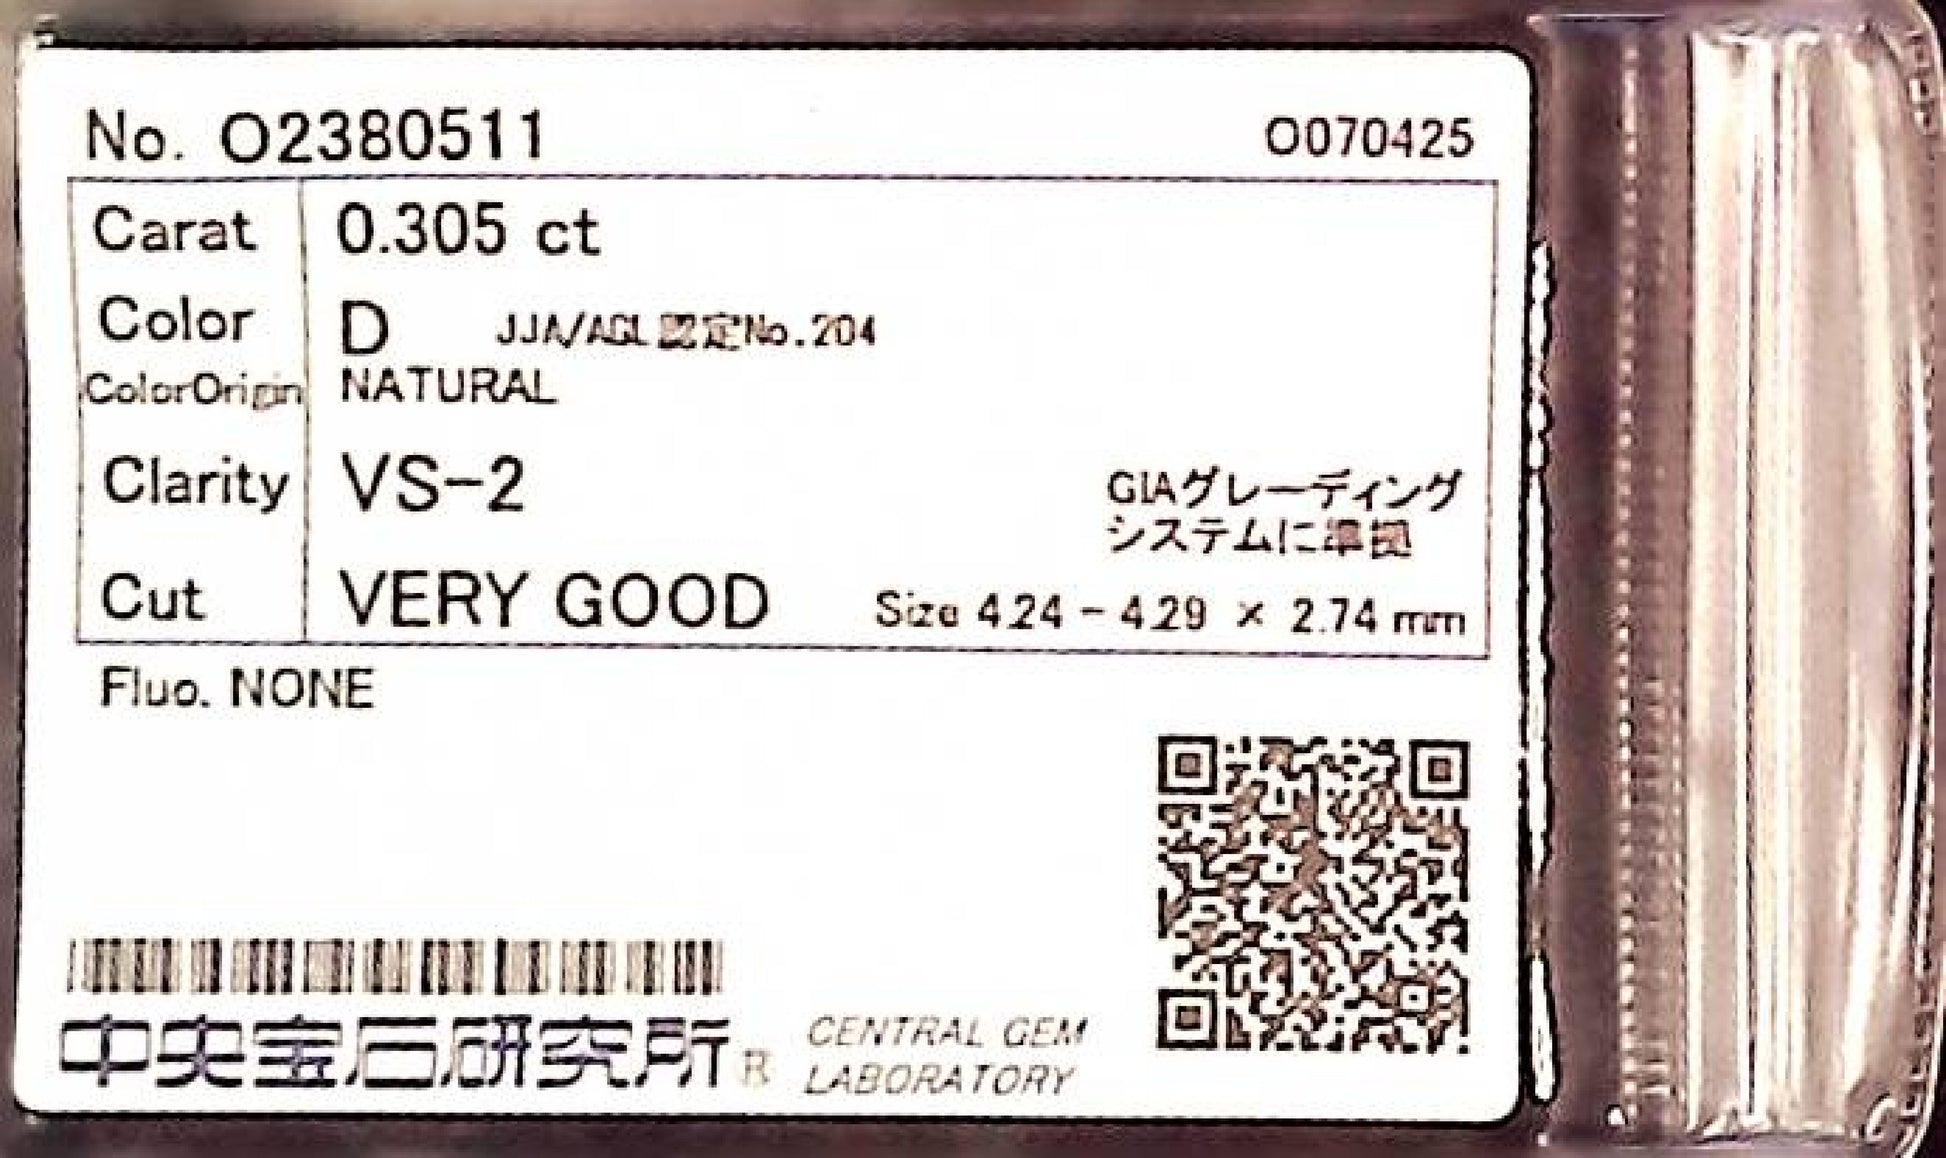 No. O2380511 O070425
Carat 0.305 ct
Color D JJA/AGL認定No.204
ColorOrigin NATURAL
Clarity VS-2
GIAグレーディング
システムに準拠
Cut VERY GOOD Size 4.24 - 4.29 × 2.74 mm
Fluo. NONE
中央宝石研究所®
CENTRAL GEM
LABORATORY